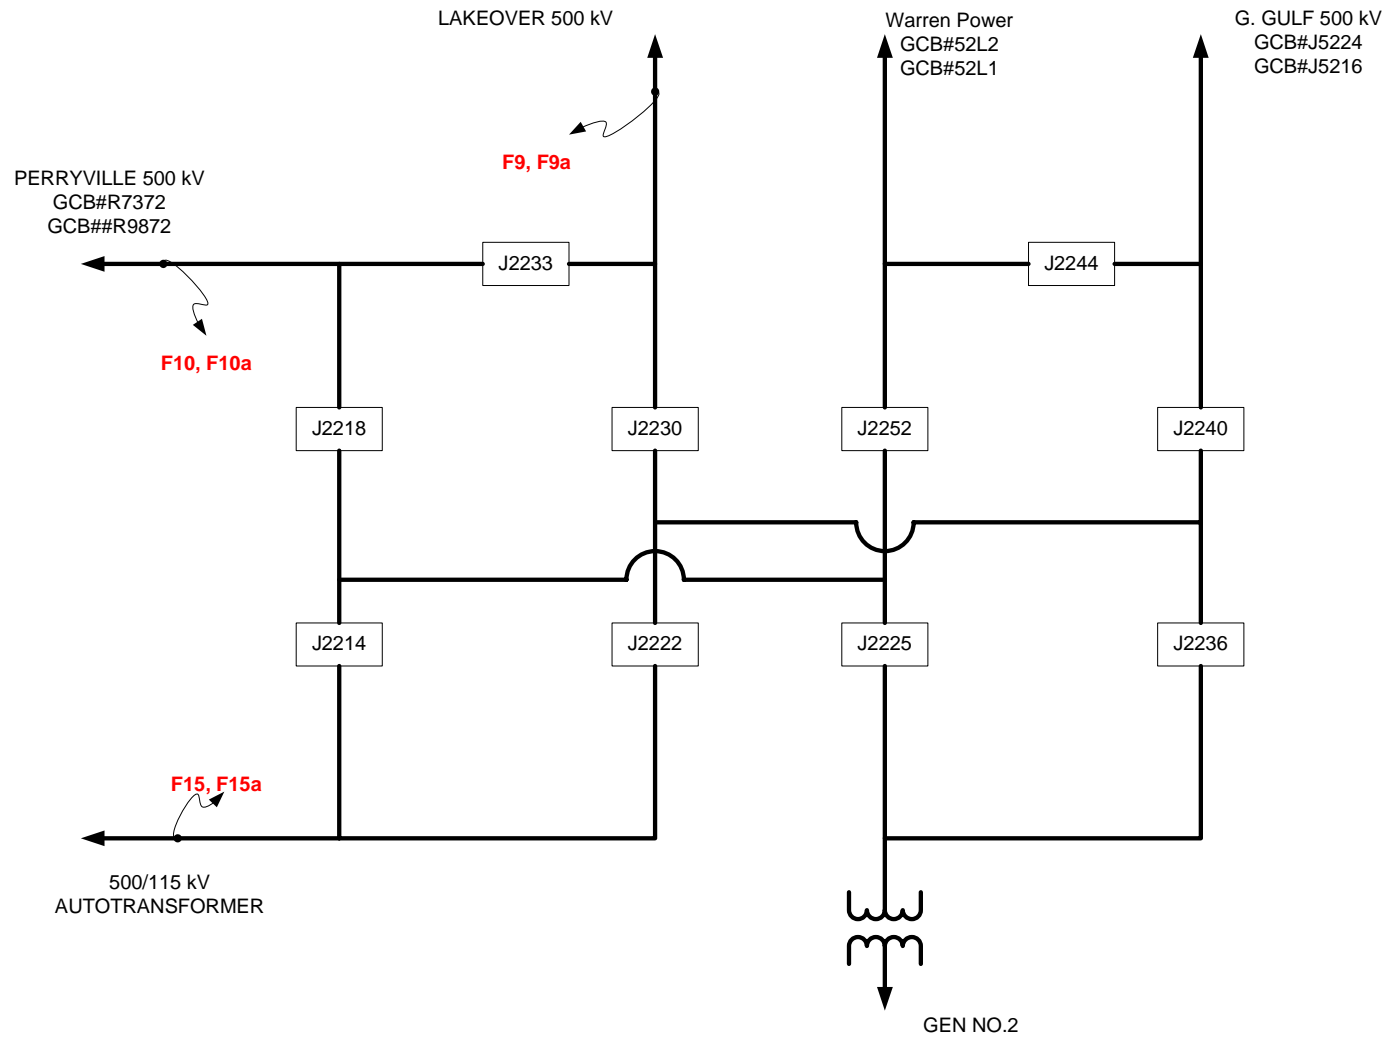 LAKEOVER 500 kV
Warren Power
GCB#52L2
GCB#52L1
G. GULF 500 kV
GCB#J5224
GCB#J5216
F9, F9a
PERRYVILLE 500 kV
GCB#R7372
GCB##R9872
J2233
J2244
F10, F10a
J2218
J2230
J2252
J2240
J2214
J2222
J2225
J2236
F15, F15a
500/115 kV
AUTOTRANSFORMER
GEN NO.2